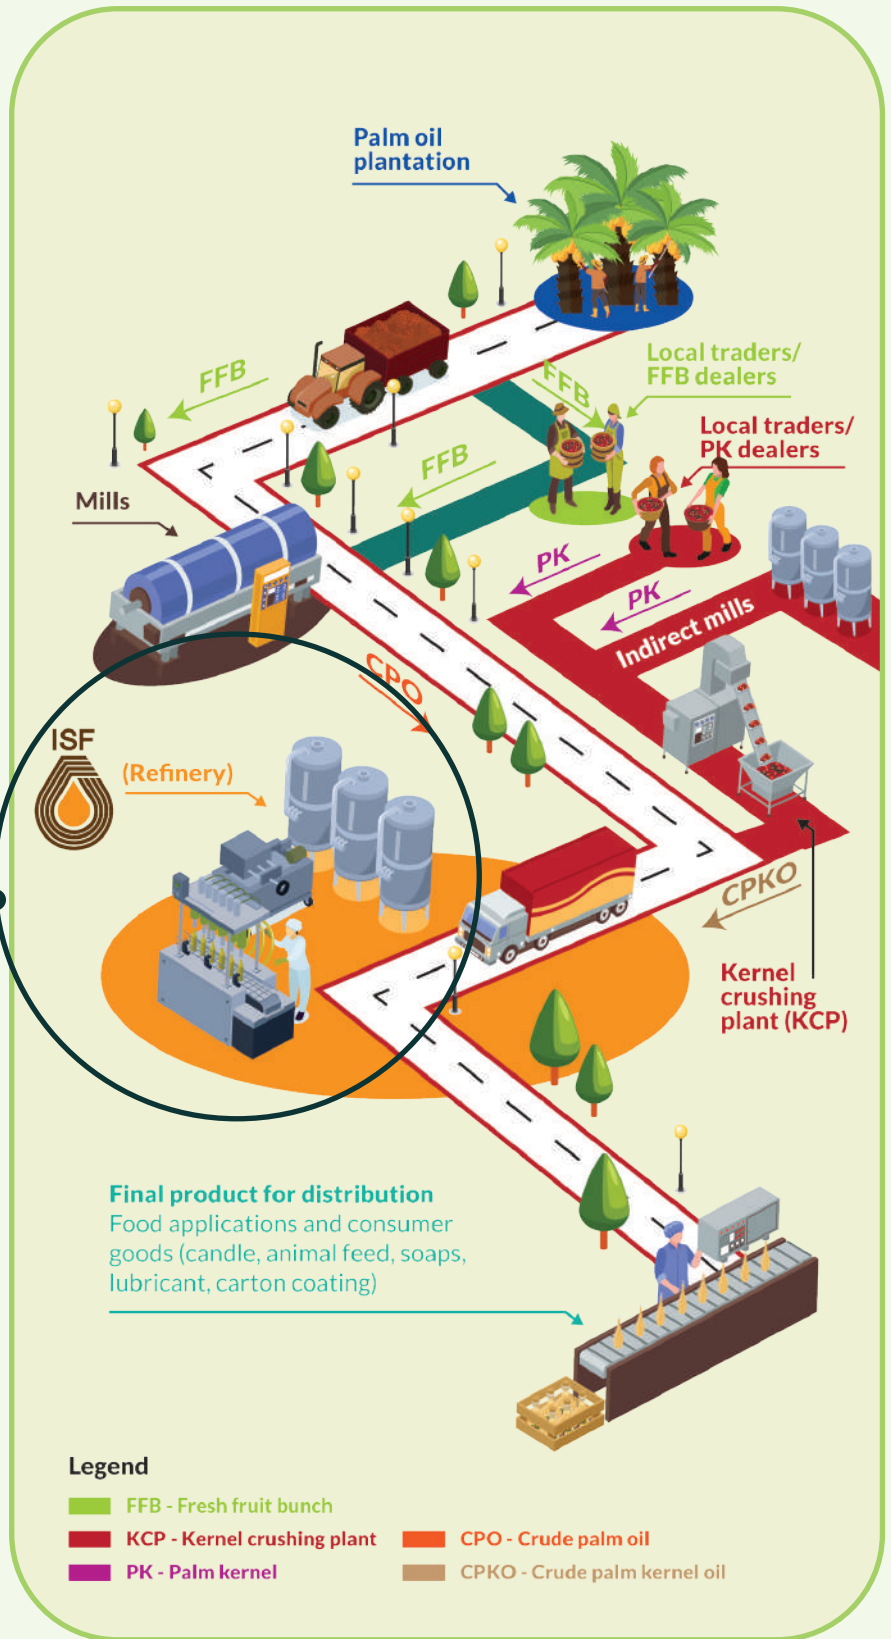 Palm oil
plantation
FFB
FFB
Local traders/
FFB dealers
Local traders/
PK dealers
FFB
Mills
PK
PK
Indirect mills
CPO
ISF
(Refinery)
CPKO
Kernel
crushing
plant (KCP)
Final product for distribution
Food applications and consumer
goods (candle, animal feed, soaps,
lubricant, carton coating)
Legend
FFB - Fresh fruit bunch
KCP - Kernel crushing plant
CPO - Crude palm oil
PK - Palm kernel
CPKO - Crude palm kernel oil